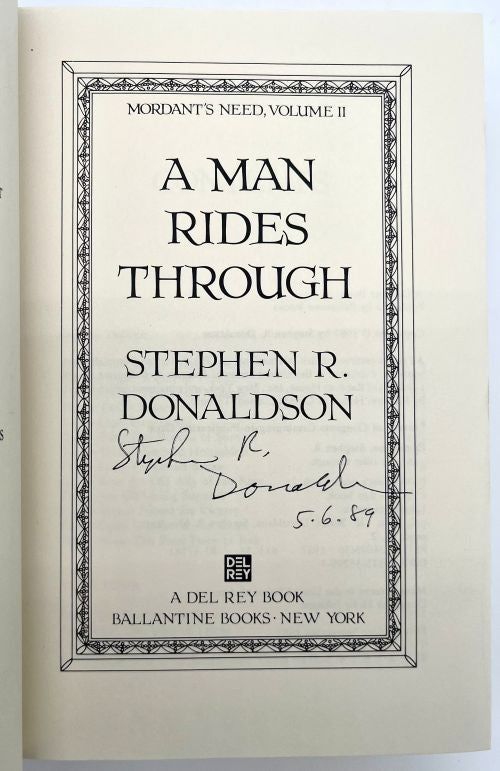 MORDANT'S NEED, VOLUME II
A MAN
RIDES
THROUGH
STEPHEN R.
DONALDSON
Stephen R.
Donaldson
5.6.89
DEL
REY
A DEL REY BOOK
BALLANTINE BOOKS · NEW YORK